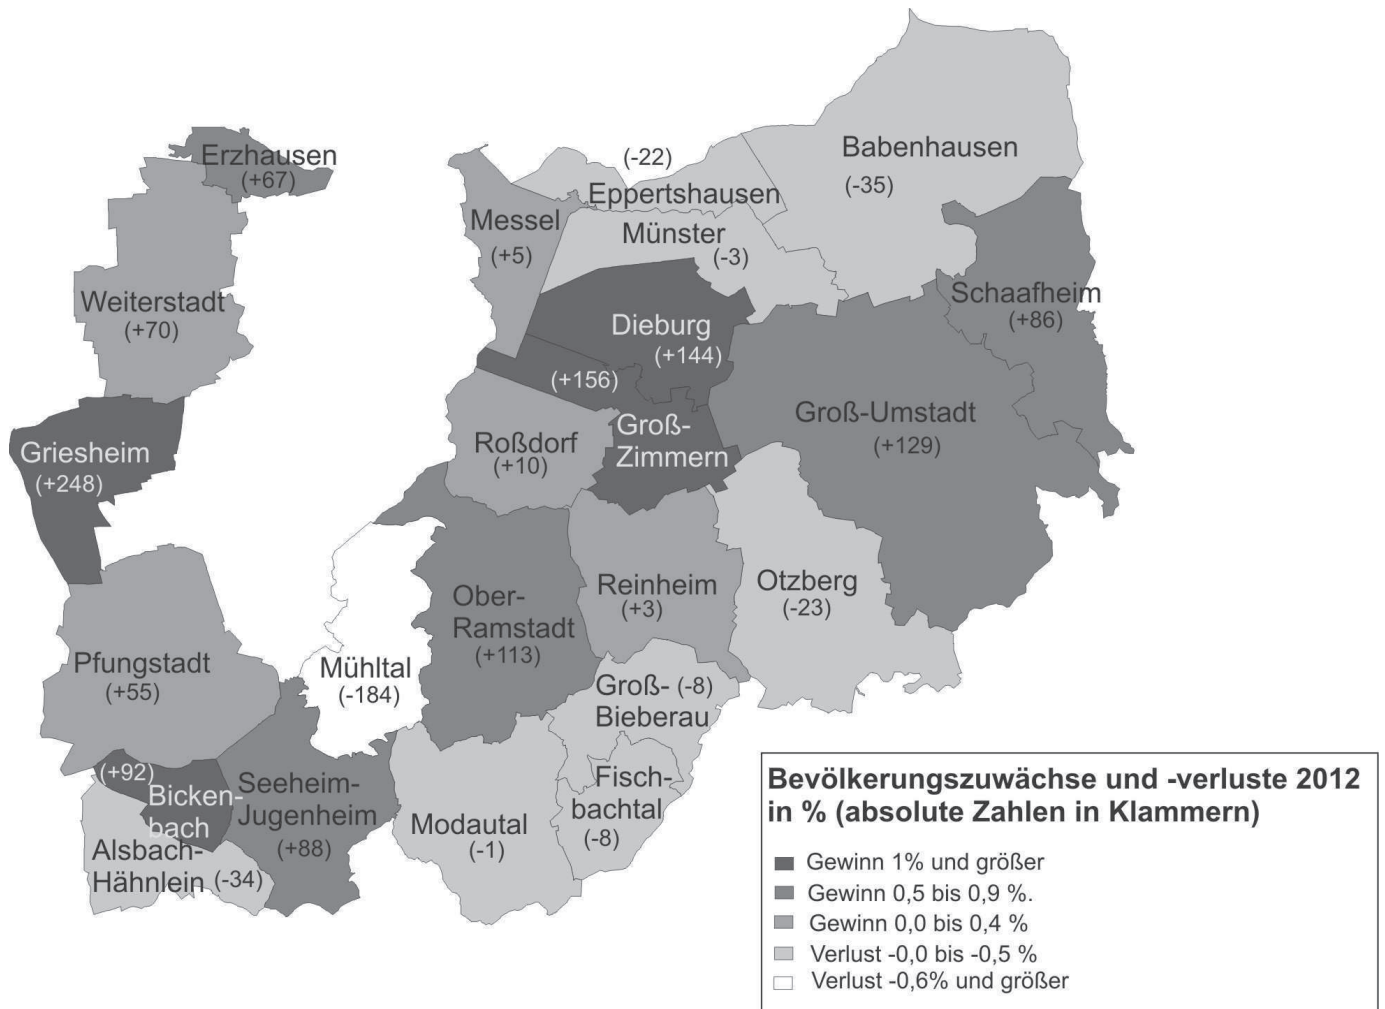 (-22)
Babenhausen
(-35)
Erzhausen
(+67)
Eppertshausen
Messel
(+5)
Münster
(-3)
Weiterstadt
(+70)
Schaafheim
(+86)
Dieburg
(+144)
(+156)
Groß-Umstadt
(+129)
Griesheim
(+248)
Roßdorf
(+10)
Groß-
Zimmern
Ober-
Ramstadt
(+113)
Reinheim
(+3)
Otzberg
(-23)
Pfungstadt
(+55)
Mühltal
(-184)
Groß- (-8)
Bieberau
(+92)
Bicken-
bach
Seeheim-
Jugenheim
(+88)
Fisch-
bachtal
(-8)
Modautal
(-1)
Alsbach-
Hähnlein (-34)
Bevölkerungszuwächse und -verluste 2012
in % (absolute Zahlen in Klammern)
Gewinn 1% und größer
Gewinn 0,5 bis 0,9 %.
Gewinn 0,0 bis 0,4 %
Verlust -0,0 bis -0,5 %
Verlust -0,6% und größer